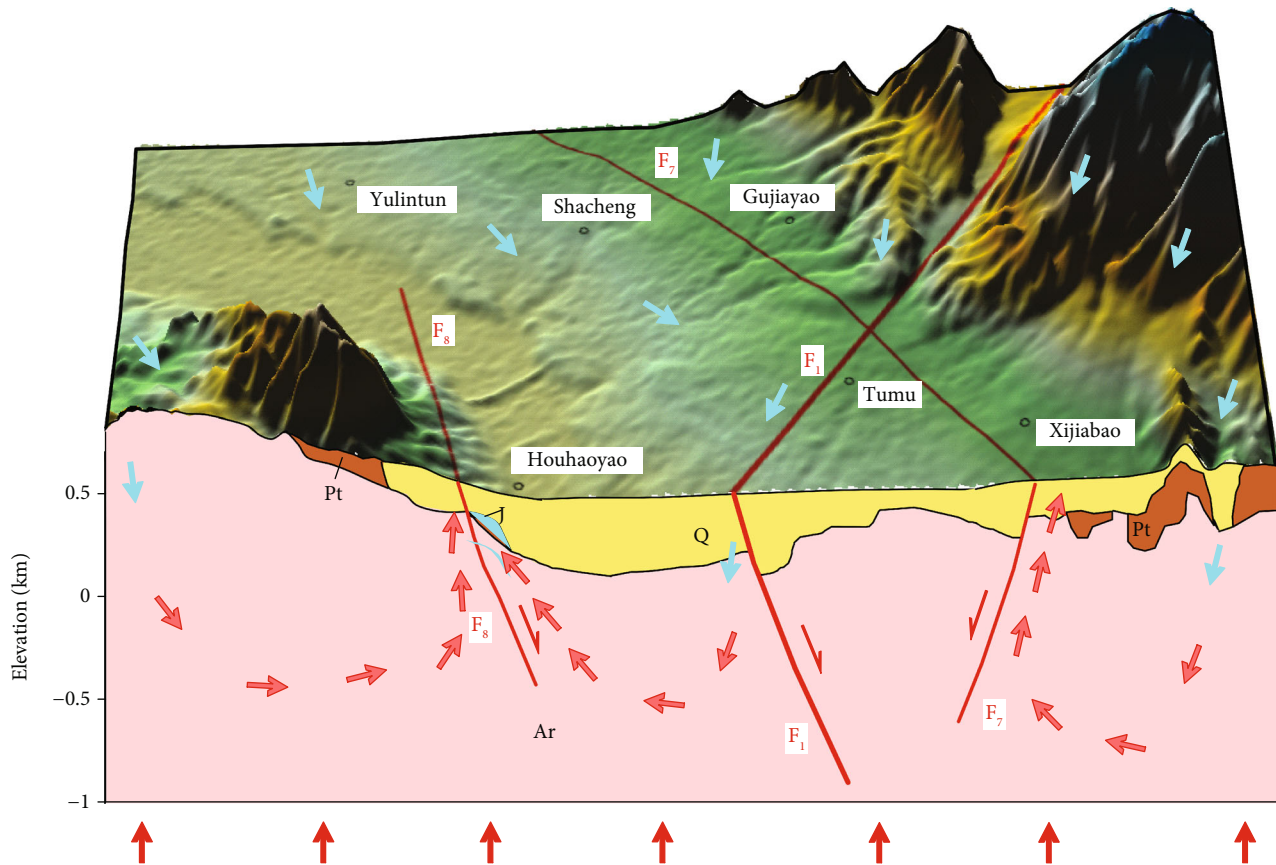 F7
Gujiayao
Yulintun
Shacheng
F8
F1
Tumu
Xijiabao
Houhaoyao
Pt
J
Q
Pt
F8
F1
F7
Ar
Elevation (km)
0.5
0
−0.5
−1